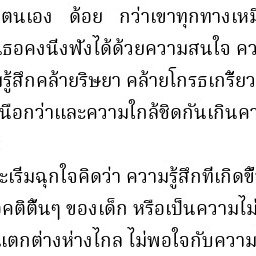 ตนเอง ด้อย กว่าเขาทุกทางเหมื
เธอคงนั่งฟังได้ด้วยความสนใจ คว
รู้สึกคล้ายริษยา คล้ายโกรธเกรี้ยว
นือกว่าและความใกล้ชิดกันเกินคว
ะเริ่มฉุกใจคิดว่า ความรู้สึกที่เกิดขึ้
คติตื้นๆ ของเด็ก หรือเป็นความไม่
แตกต่างห่างไกล ไม่พอใจกับความ